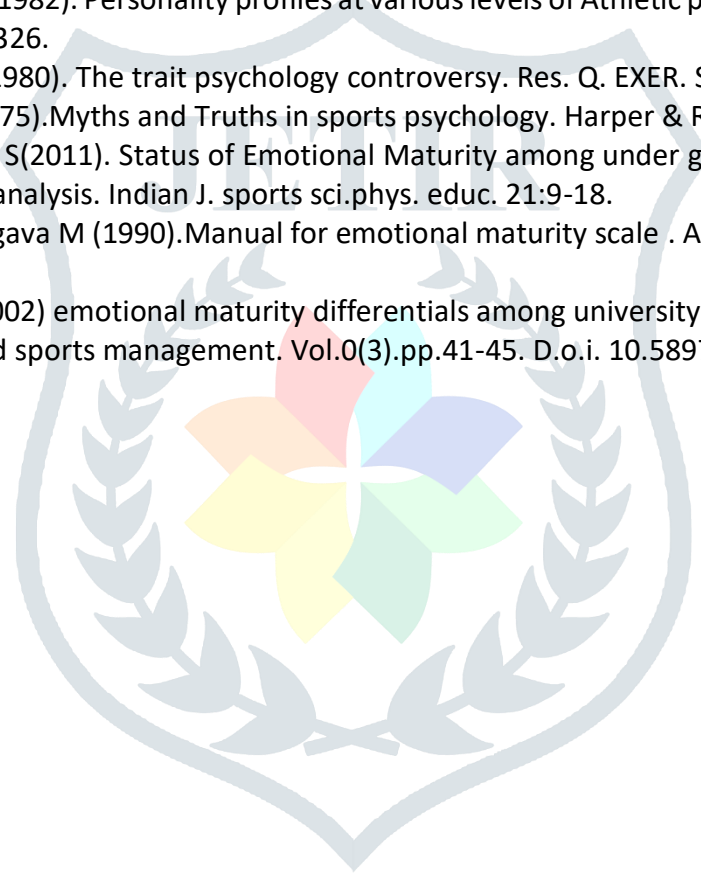 1982). Personality profiles at various levels of Athletic p
326.
1980). The trait psychology controversy. Res. Q. EXER. S
75).Myths and Truths in sports psychology. Harper & R
S(2011). Status of Emotional Maturity among under g
analysis. Indian J. sports sci.phys. educ. 21:9-18.
gava M (1990).Manual for emotional maturity scale . A
002) emotional maturity differentials among university
d sports management. Vol.0(3).pp.41-45. D.o.i. 10.5897
JETIR